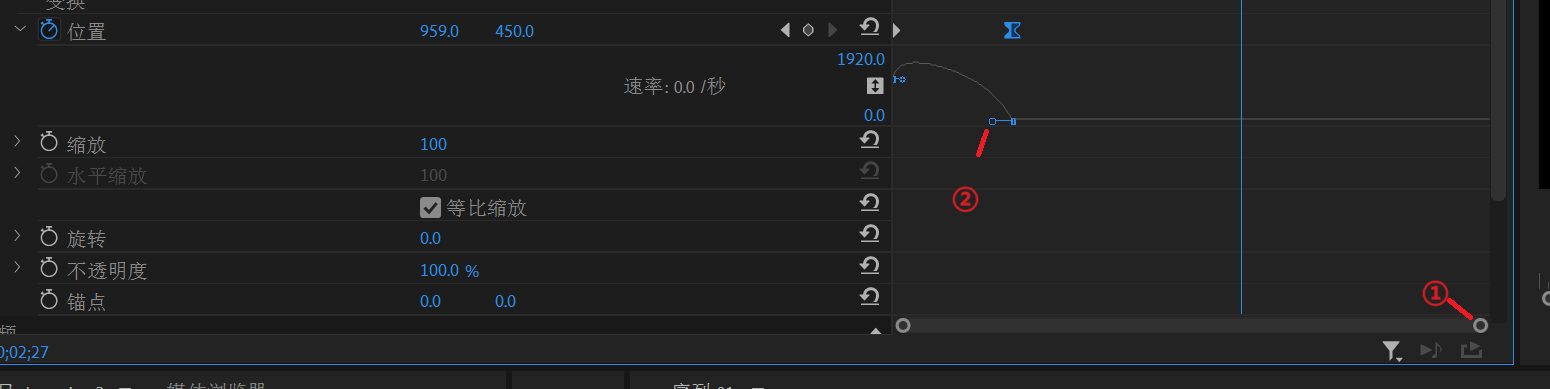 变换
位置 959.0 450.0
1920.0
速率: 0.0 /秒
0.0
缩放 100
②
水平缩放 100
等比缩放
旋转 0.0
不透明度 100.0 %
锚点 0.0 0.0
①
0;02;27
媒体浏览器
序列 01